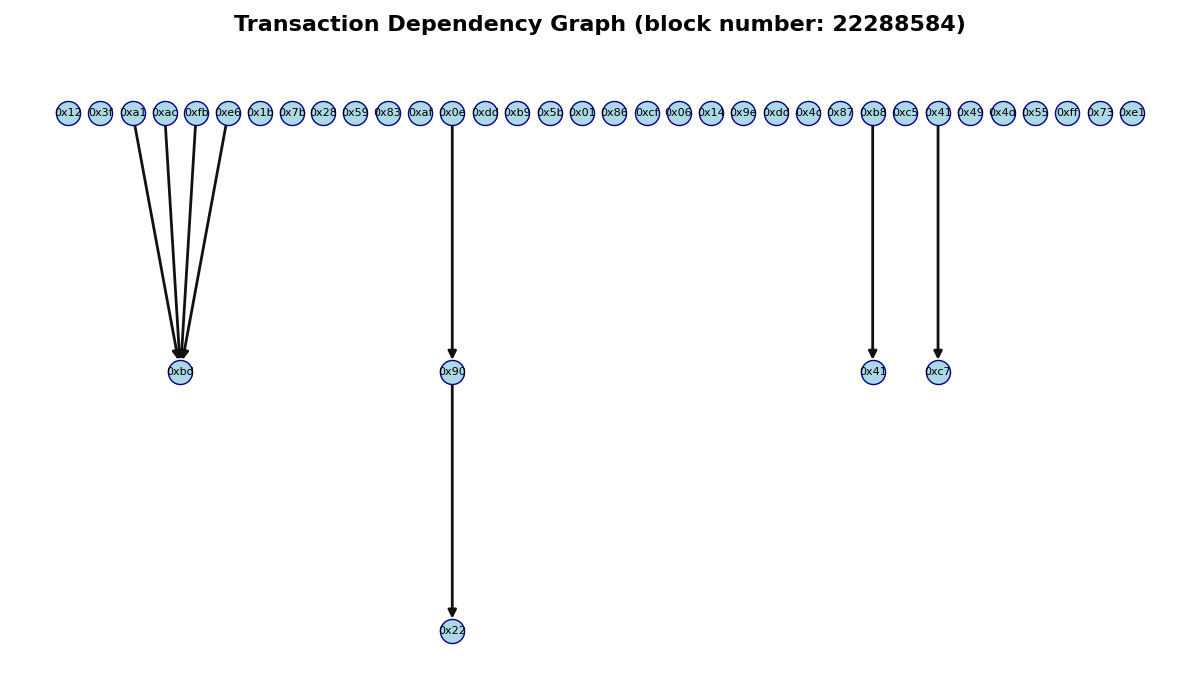 Transaction Dependency Graph (block number: 22288584)
0x12 0x3f 0xa1 0xac 0xfb 0xe6 0x1b 0x7b 0x28 0x59 0x83 0xaf 0x0e 0xdc 0xb9 0x5b 0x01 0x86 0xcf 0x06 0x14 0x9e 0xdd 0x4c 0x87 0xb8 0xc5 0x41 0x49 0x4d 0x55 0xff 0x73 0xe1
0xbd 0x90 0x41 0xc7
0x22